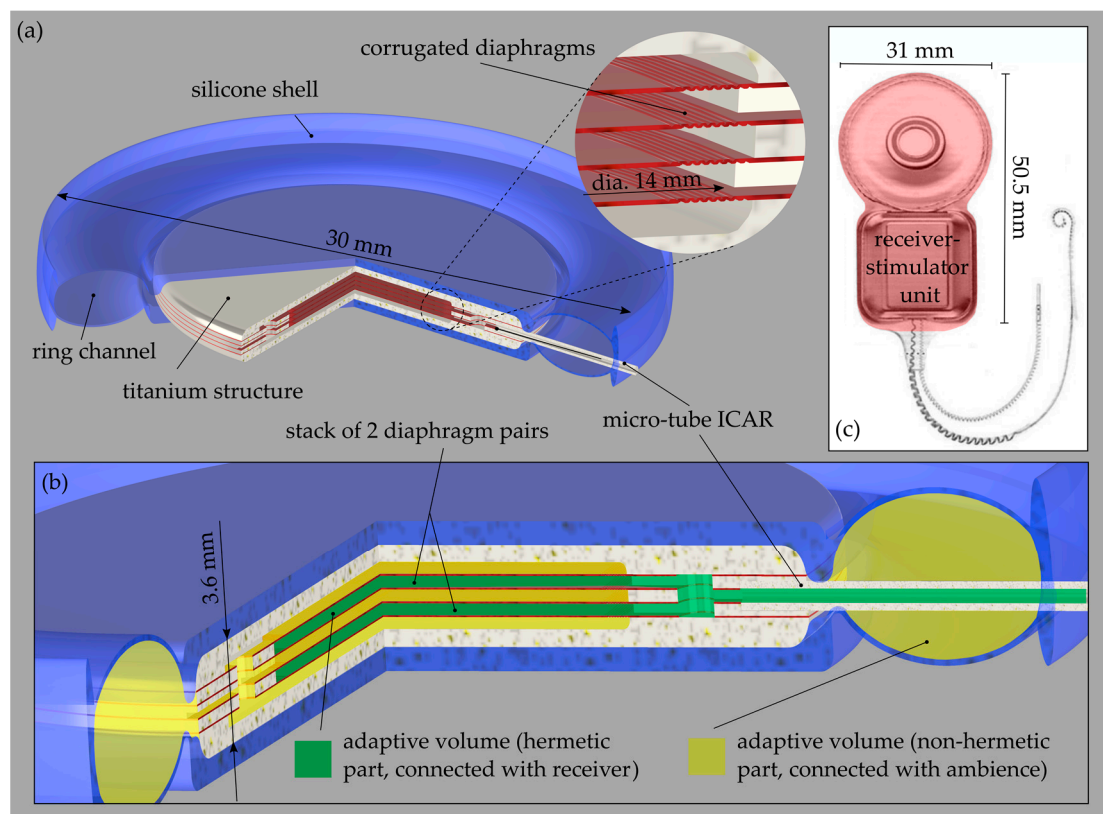 (a)
corrugated diaphragms
silicone shell
dia. 14 mm
30 mm
ring channel
titanium structure
micro-tube ICAR
stack of 2 diaphragm pairs
31 mm
50.5 mm
receiver-
stimulator
unit
(c)
(b)
3.6 mm
adaptive volume (hermetic
part, connected with receiver)
adaptive volume (non-hermetic
part, connected with ambience)